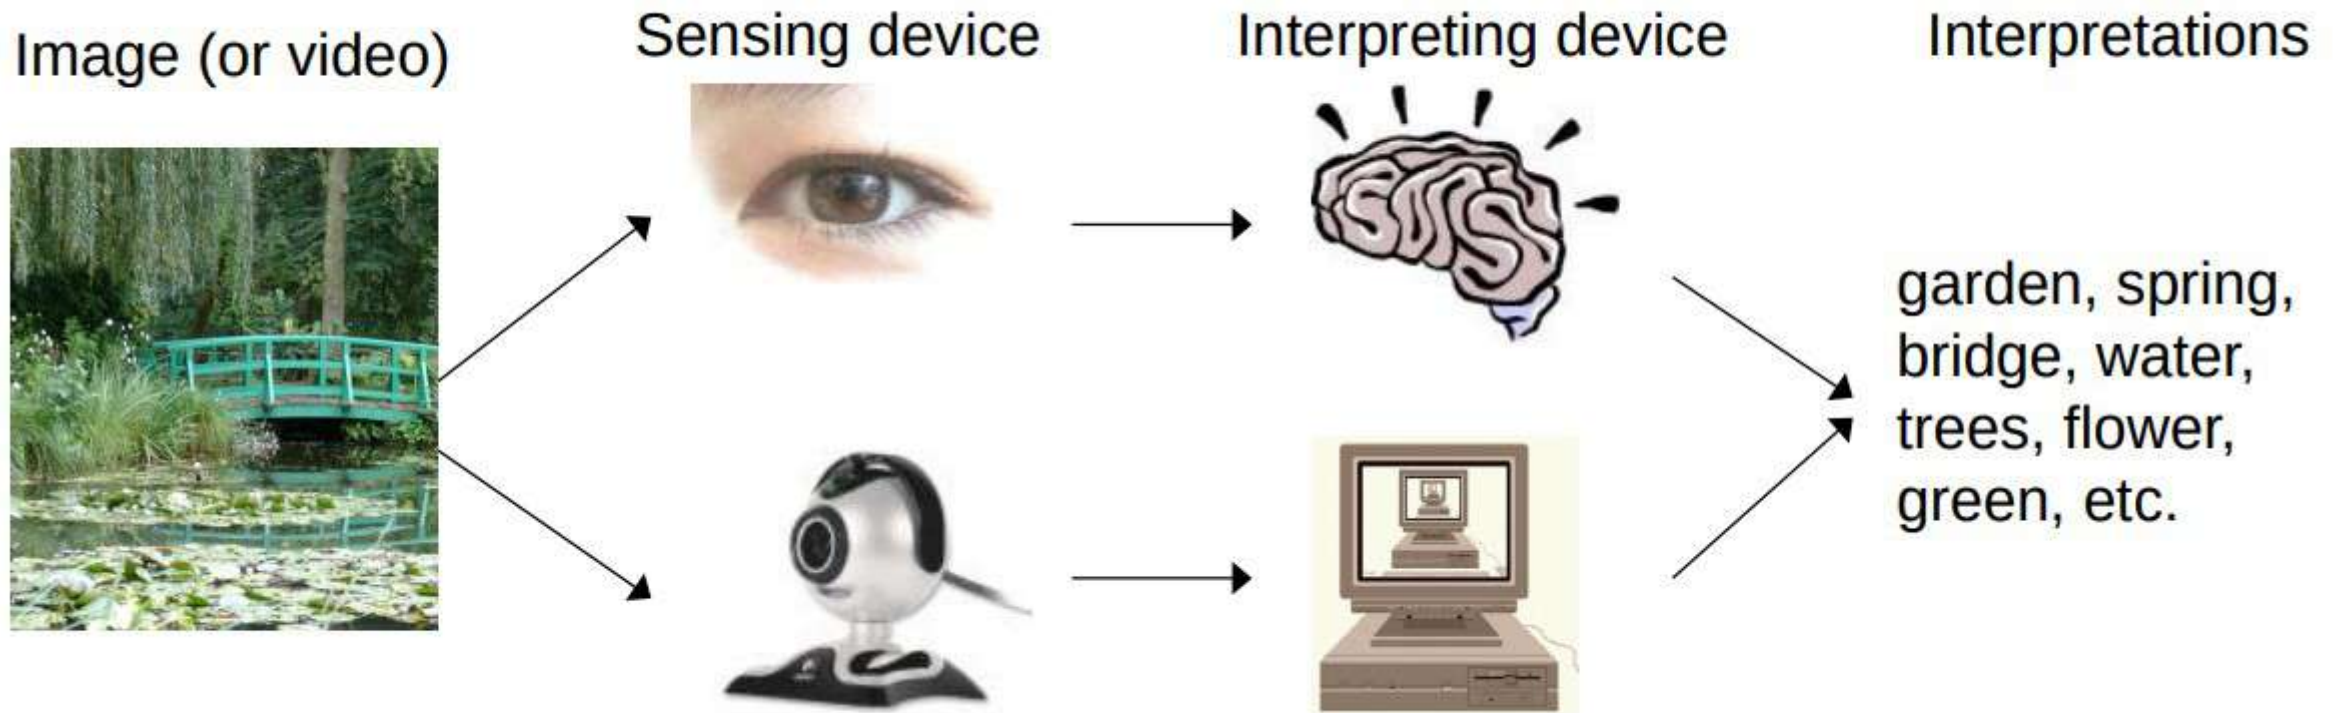 Image (or video)
Sensing device
Interpreting device
Interpretations
garden, spring,
bridge, water,
trees, flower,
green, etc.